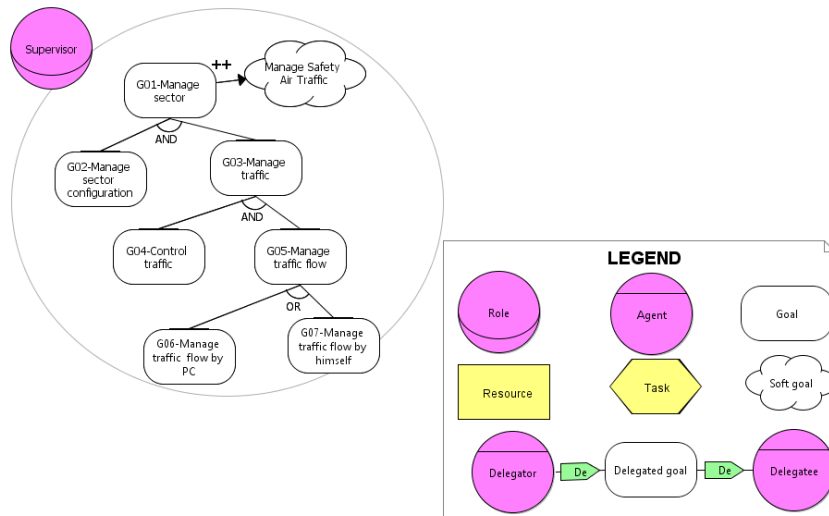 Supervisor
++
Manage Safety
Air Traffic
G01-Manage
sector
AND
G02-Manage
sector
configuration
G03-Manage
traffic
AND
G04-Control
traffic
G05-Manage
traffic flow
OR
G06-Manage
traffic flow by
PC
G07-Manage
traffic flow by
himself
LEGEND
Role
Agent
Goal
Resource
Task
Soft goal
Delegator
De
Delegated goal
De
Delegatee